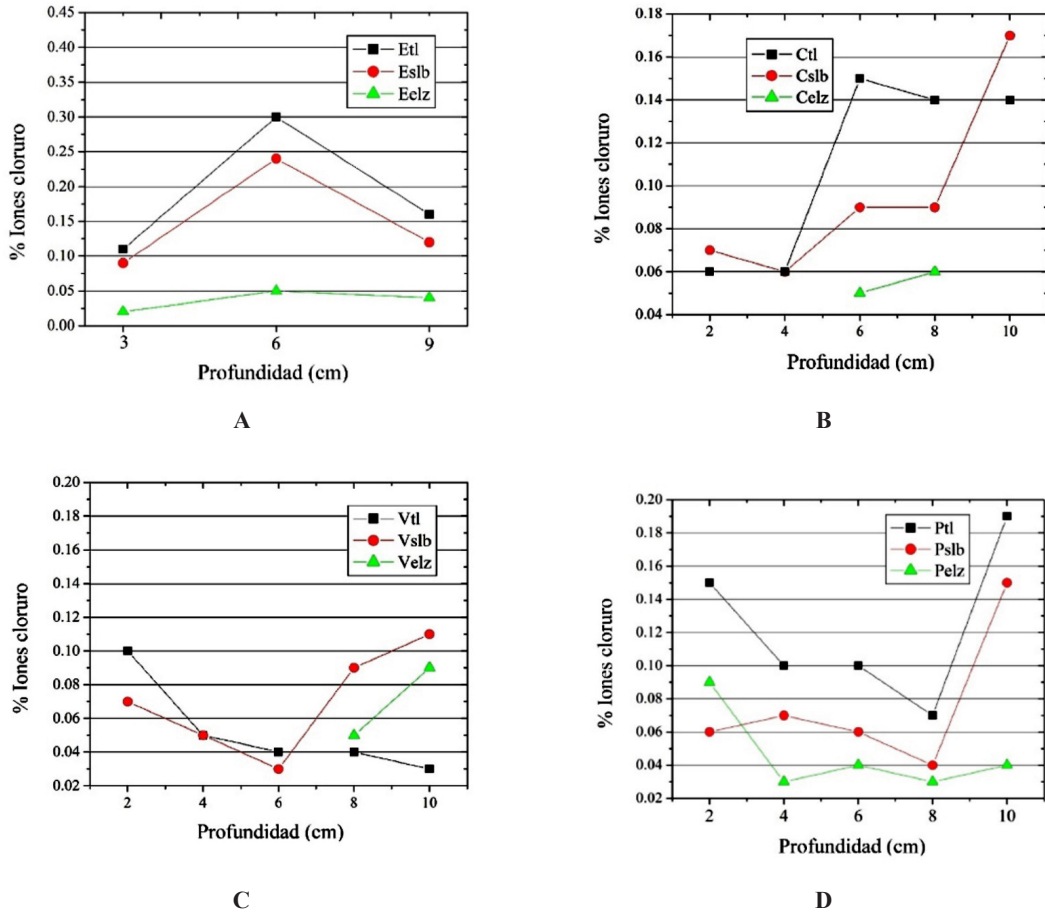 0.45
0.40
0.35
0.30
0.25
0.20
0.15
0.10
0.05
0.00
% Iones cloruro
Etl
Eslb
Eelz
3 6 9
Profundidad (cm)
A
0.18
0.16
0.14
0.12
0.10
0.08
0.06
0.04
% Iones cloruro
Ctl
Cslb
Celz
2 4 6 8 10
Profundidad (cm)
B
0.20
0.18
0.16
0.14
0.12
0.10
0.08
0.06
0.04
0.02
% Iones cloruro
Vtl
Vslb
Velz
2 4 6 8 10
Profundidad (cm)
C
0.20
0.18
0.16
0.14
0.12
0.10
0.08
0.06
0.04
0.02
% Iones cloruro
Ptl
Pslb
Pelz
2 4 6 8 10
Profundidad (cm)
D